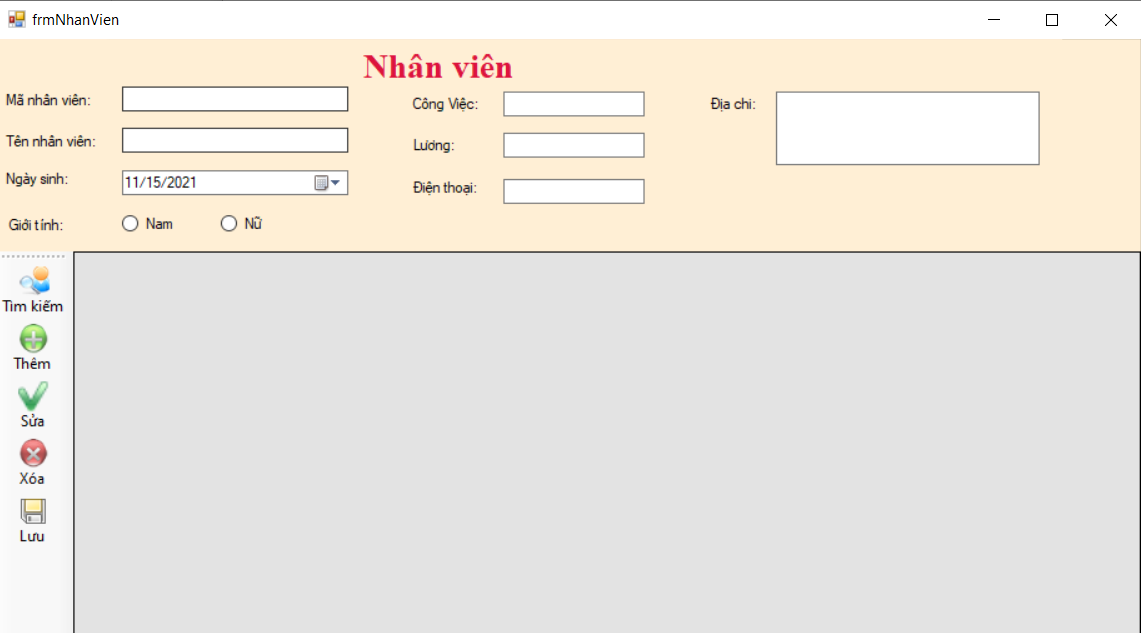 frmNhanVien
Nhân viên
Mã nhân viên:
Tên nhân viên:
Ngày sinh:
11/15/2021
Giới tính:
Nam
Nữ
Công Việc:
Lương:
Điện thoại:
Địa chỉ:
Tìm kiếm
Thêm
Sửa
Xóa
Lưu